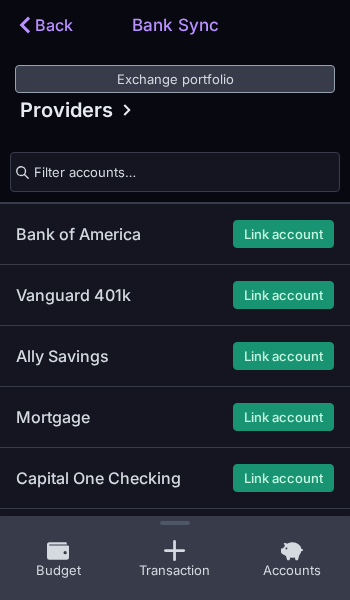 Back
Bank Sync
Exchange portfolio
Providers
Filter accounts...
Bank of America
Link account
Vanguard 401k
Link account
Ally Savings
Link account
Mortgage
Link account
Capital One Checking
Link account
Budget
Transaction
Accounts